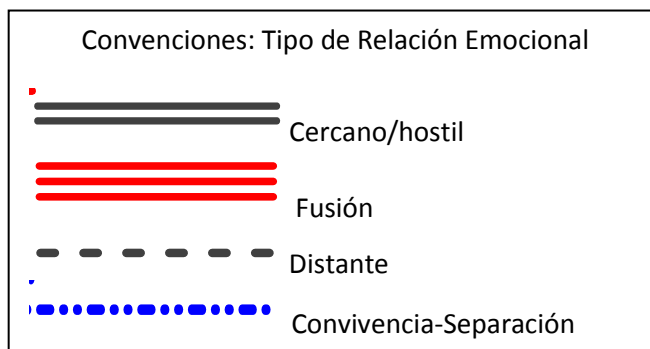 Convenciones: Tipo de Relación Emocional
Cercano/hostil
Fusión
Distante
Convivencia-Separación